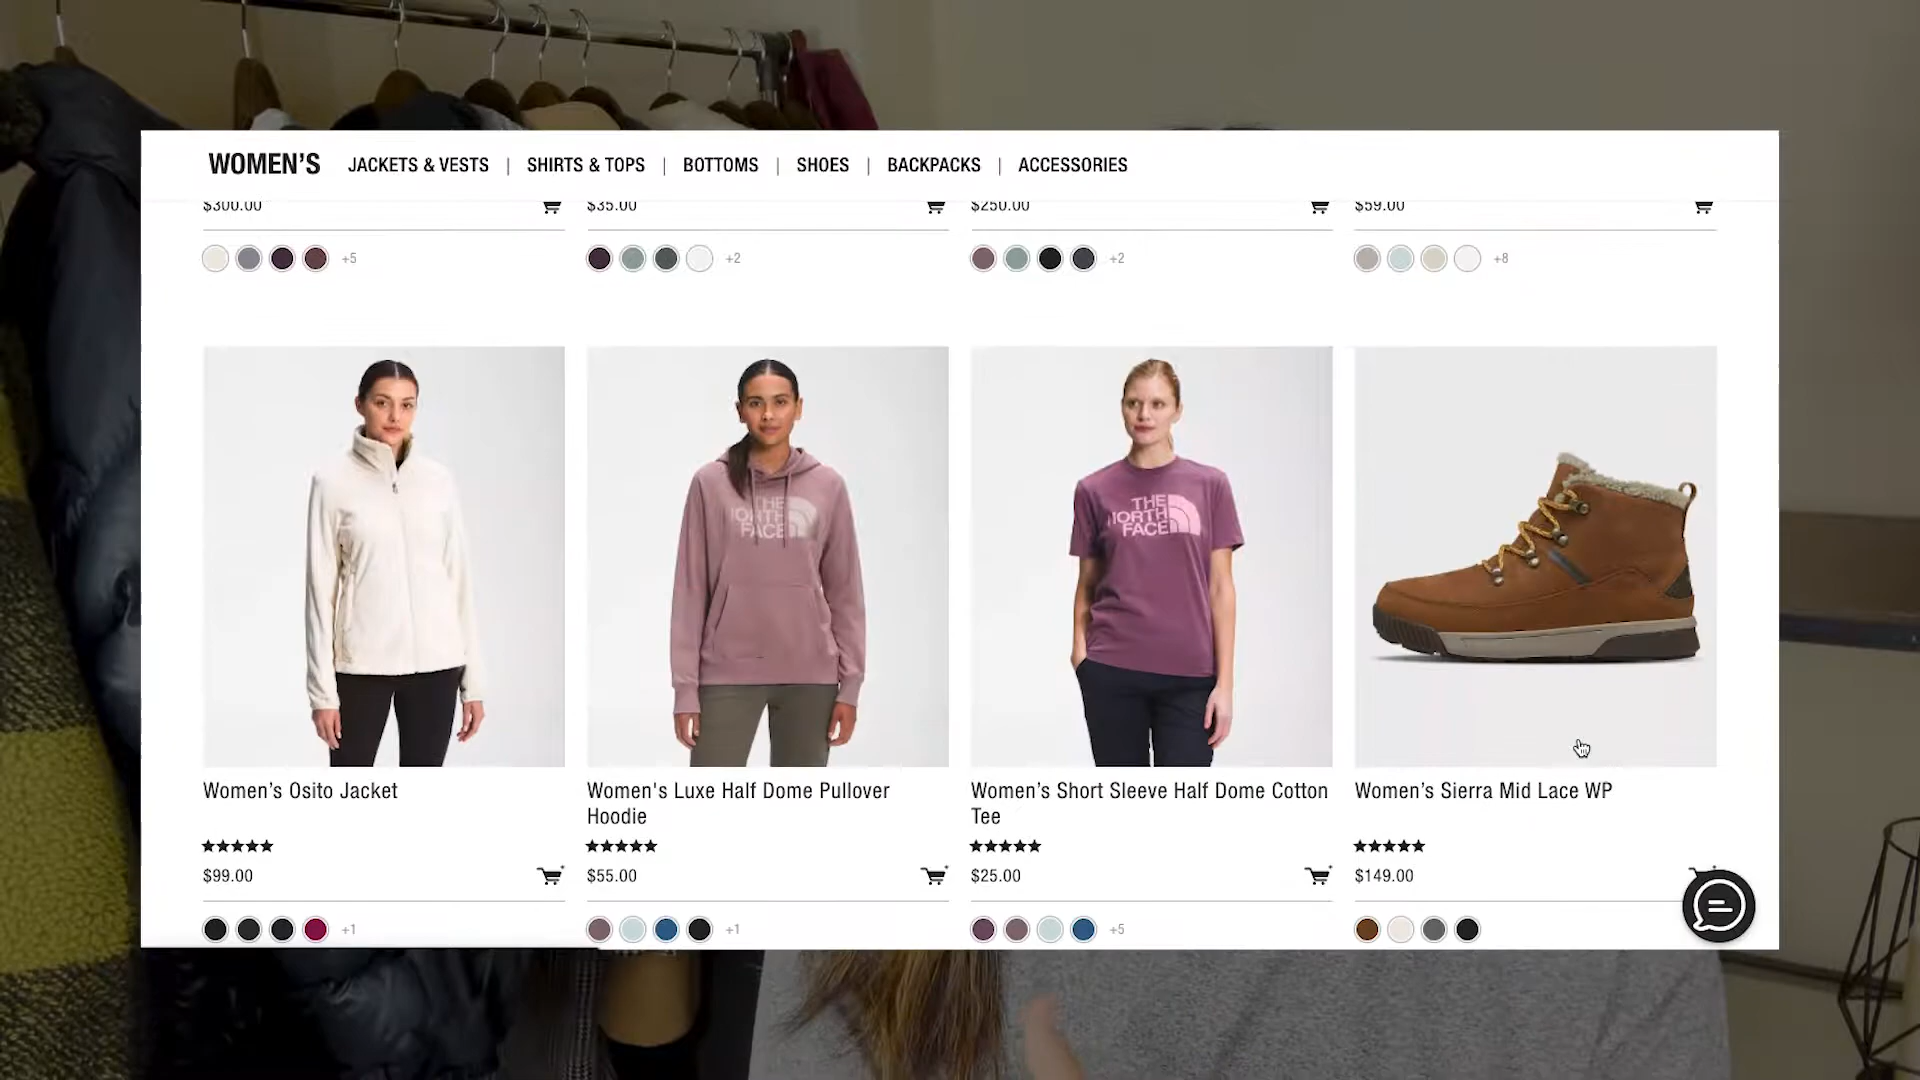 WOMEN'S JACKETS & VESTS | SHIRTS & TOPS | BOTTOMS | SHOES | BACKPACKS | ACCESSORIES
$300.00 $35.00 $250.00 $59.00
+5 +2 +2 +8
THE
NORTH
FACE
THE
NORTH
FACE
Women's Osito Jacket
Women's Luxe Half Dome Pullover
Hoodie
Women's Short Sleeve Half Dome Cotton
Tee
Women's Sierra Mid Lace WP
$99.00 $55.00 $25.00 $149.00
+1 +1 +5